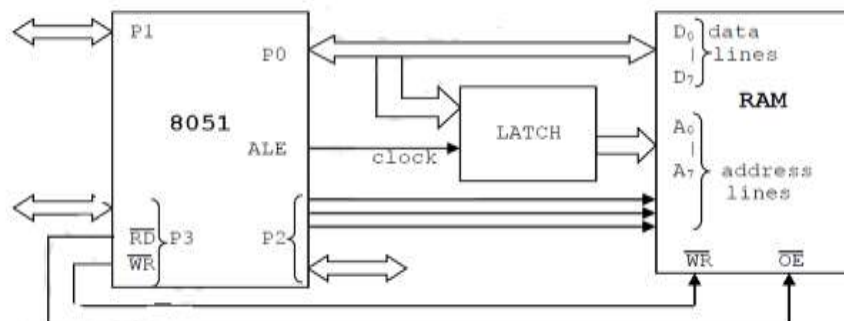 P1
P0
8051
ALE
RD
WR
P3
P2
clock
LATCH
D0
D7
data
lines
RAM
A0
A7
address
lines
WR
OE